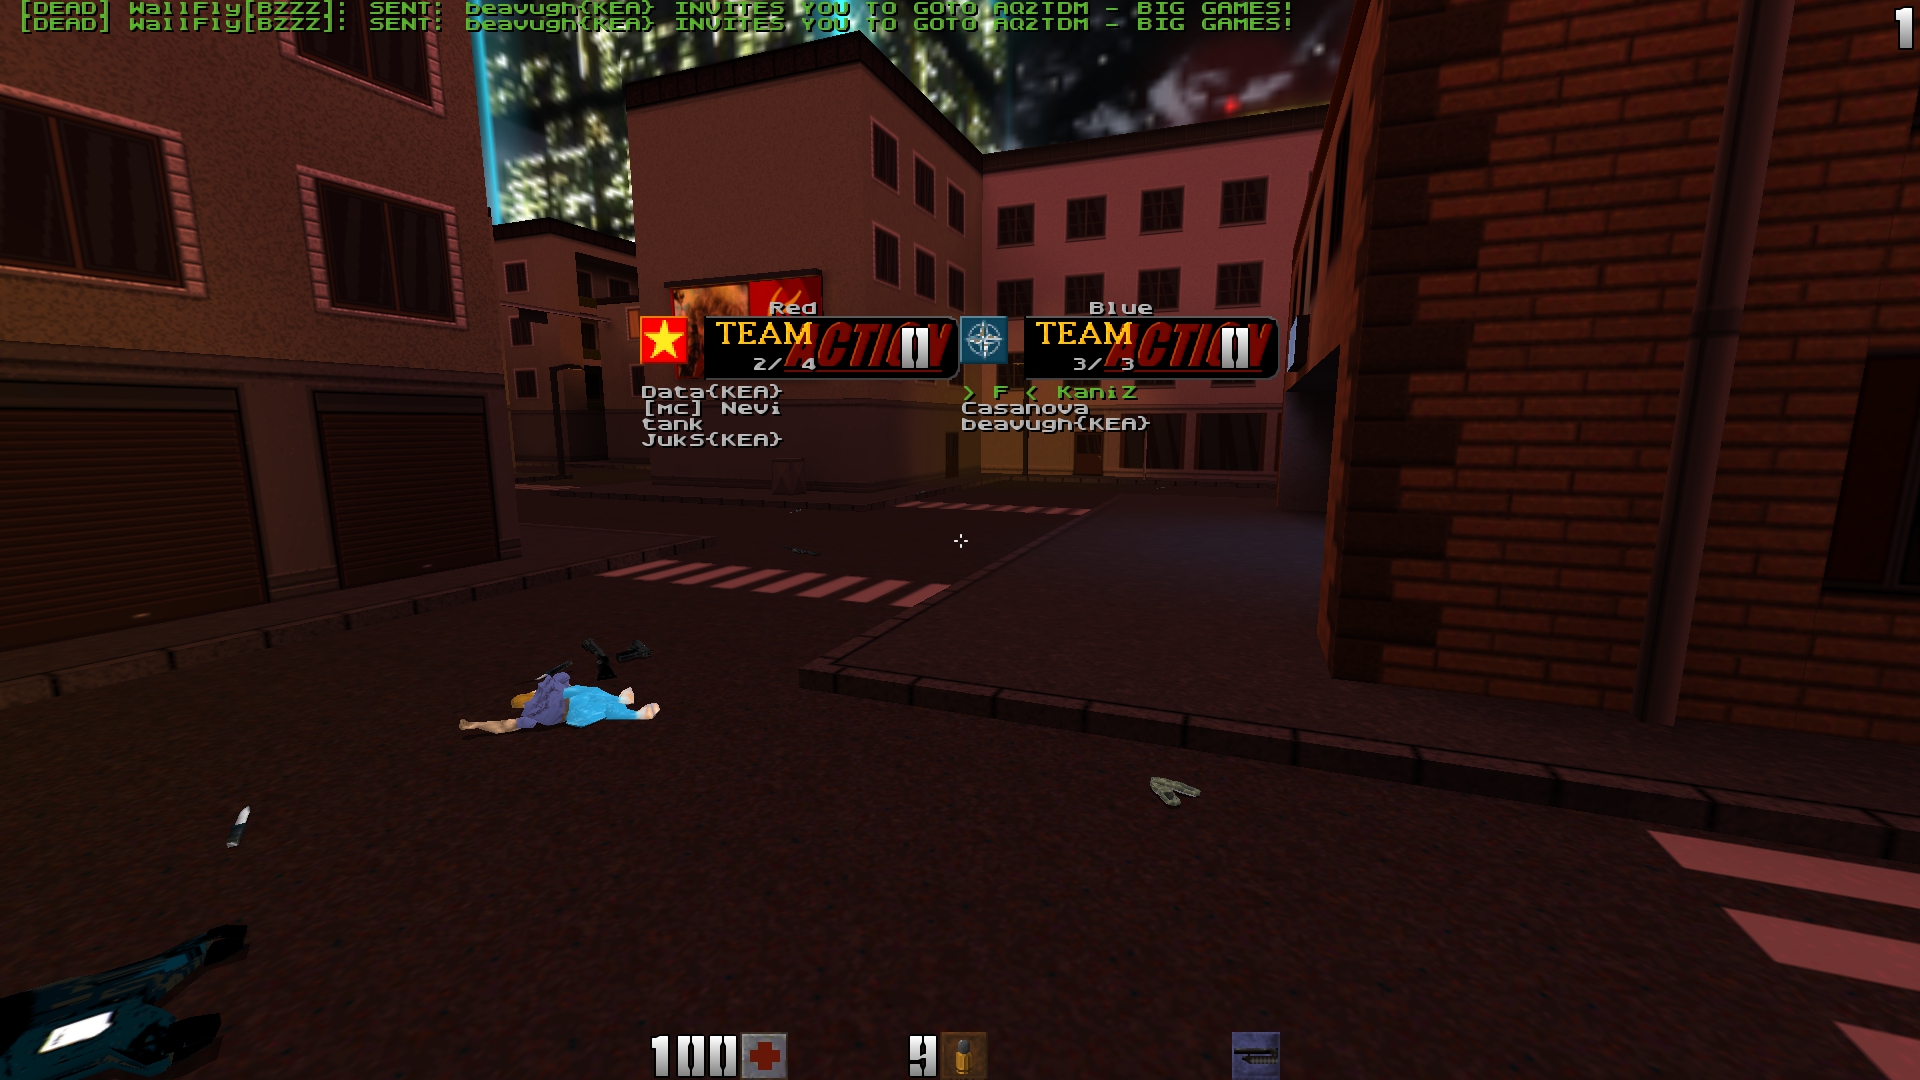 [DEAD] WallFly[BZZZ]: SENT: beavugh{KEA} INVITES YOU TO GOTO AQ2TDM - BIG GAMES!
[DEAD] WallFly[BZZZ]: SENT: beavugh{KEA} INVITES YOU TO GOTO AQ2TDM - BIG GAMES!
1
Red
TEAM ACTION 0
2/ 4
Data{KEA}
[MC] Nevi
tank
JukS{KEA}
Blue
TEAM ACTION 0
3/ 3
> F < KaniZ
Casanova
beavugh{KEA}
100 9